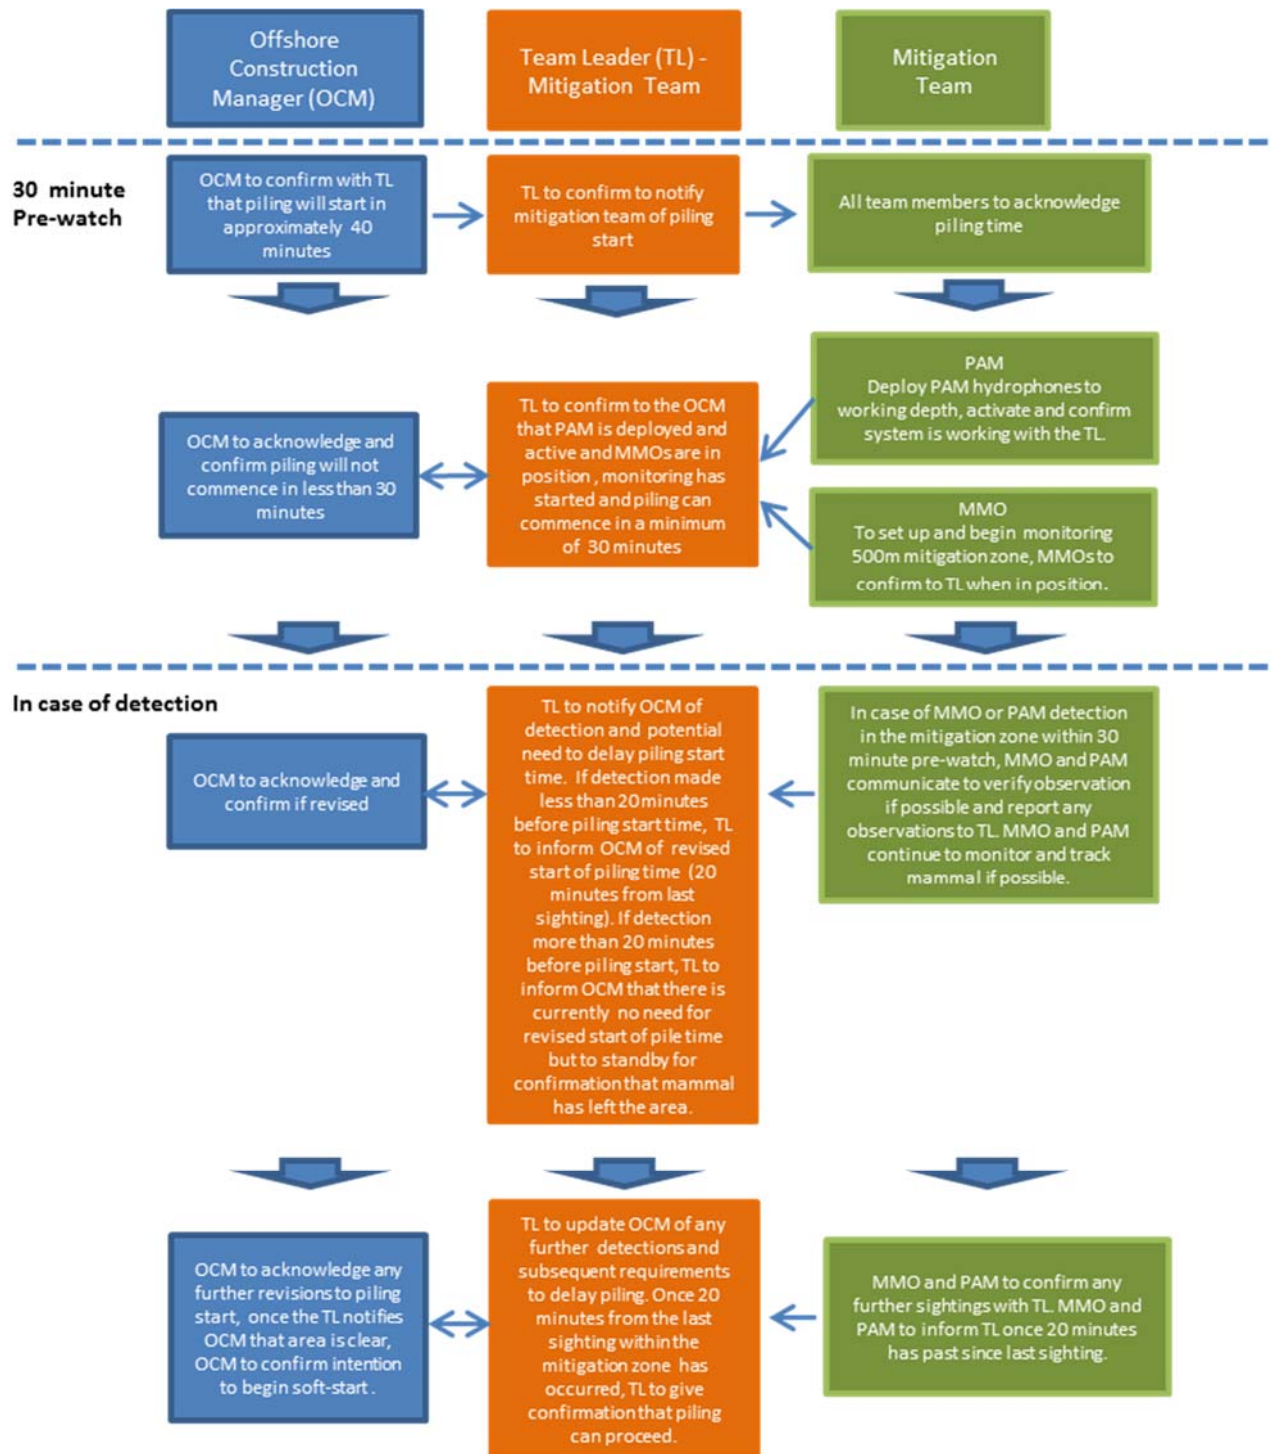 Offshore
Construction
Manager (OCM)
Team Leader (TL) -
Mitigation Team
Mitigation
Team
30 minute
Pre-watch
OCM to confirm with TL
that piling will start in
approximately 40
minutes
TL to confirm to notify
mitigation team of piling
start
All team members to acknowledge
piling time
OCM to acknowledge and
confirm piling will not
commence in less than 30
minutes
TL to confirm to the OCM
that PAM is deployed and
active and MMOs are in
position , monitoring has
started and piling can
commence in a minimum
of 30 minutes
PAM
Deploy PAM hydrophones to
working depth, activate and confirm
system is working with the TL.
MMO
To set up and begin monitoring
500m mitigation zone, MMOs to
confirm to TL when in position.
In case of detection
OCM to acknowledge and
confirm if revised
TL to notify OCM of
detection and potential
need to delay piling start
time. If detection made
less than 20 minutes
before piling start time, TL
to inform OCM of revised
start of piling time (20
minutes from last
sighting). If detection
more than 20 minutes
before piling start, TL to
inform OCM that there is
currently no need for
revised start of pile time
but to standby for
confirmation that mammal
has left the area.
In case of MMO or PAM detection
in the mitigation zone within 30
minute pre-watch, MMO and PAM
communicate to verify observation
if possible and report any
observations to TL. MMO and PAM
continue to monitor and track
mammal if possible.
OCM to acknowledge any
further revisions to piling
start, once the TL notifies
OCM that area is clear,
OCM to confirm intention
to begin soft-start .
TL to update OCM of any
further detections and
subsequent requirements
to delay piling. Once 20
minutes from the last
sighting within the
mitigation zone has
occurred, TL to give
confirmation that piling
can proceed.
MMO and PAM to confirm any
further sightings with TL. MMO and
PAM to inform TL once 20 minutes
has past since last sighting.